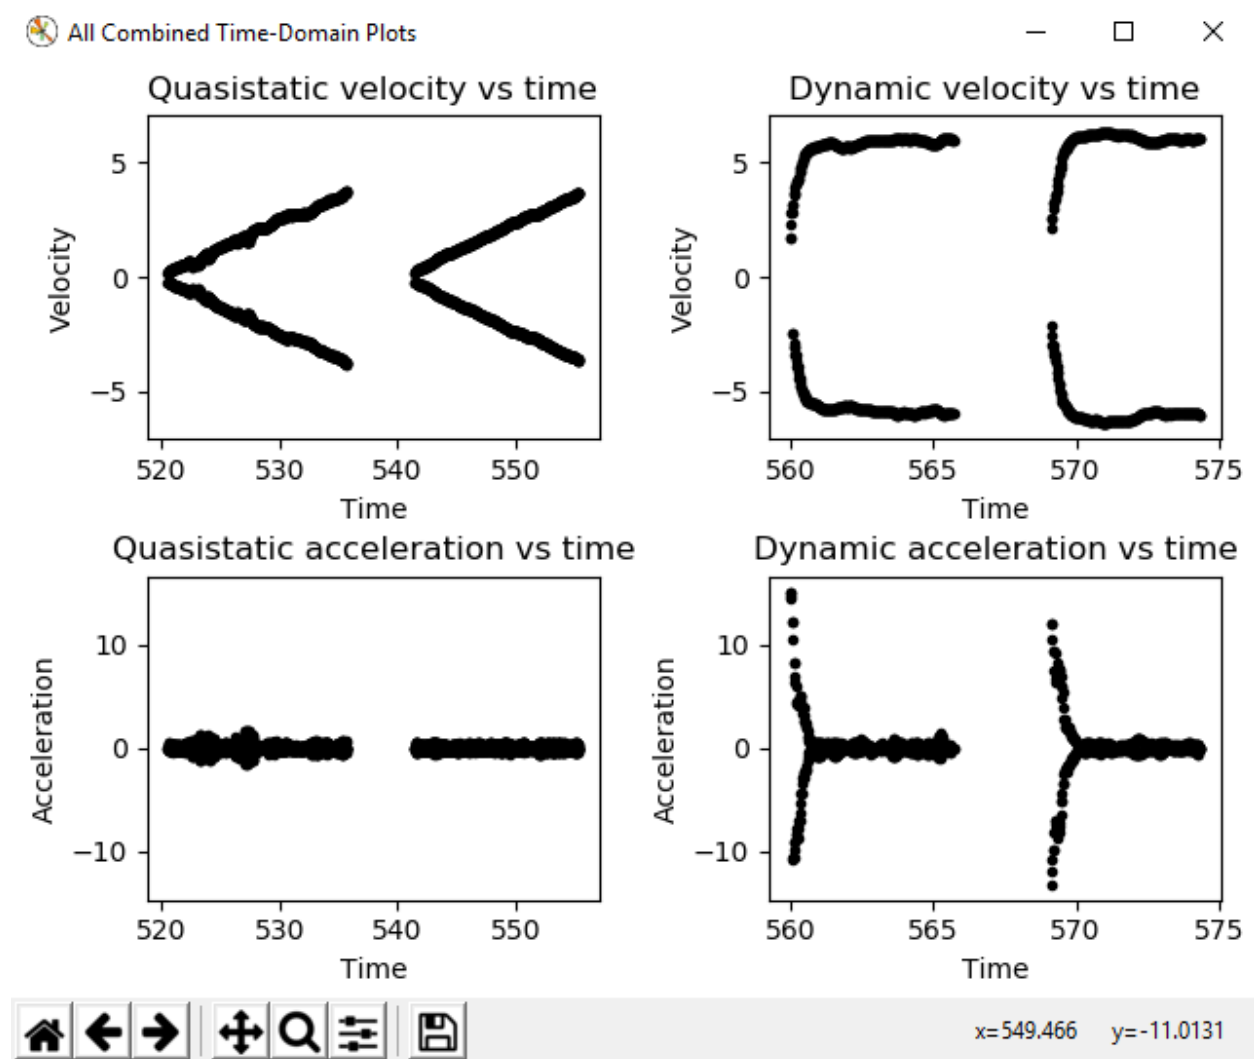 All Combined Time-Domain Plots
Quasistatic velocity vs time
Dynamic velocity vs time
Velocity
5
0
−5
520 530 540 550
Time
Velocity
5
0
−5
560 565 570 575
Time
Quasistatic acceleration vs time
Dynamic acceleration vs time
Acceleration
10
0
−10
520 530 540 550
Time
Acceleration
10
0
−10
560 565 570 575
Time
x=549.466 y=-11.0131